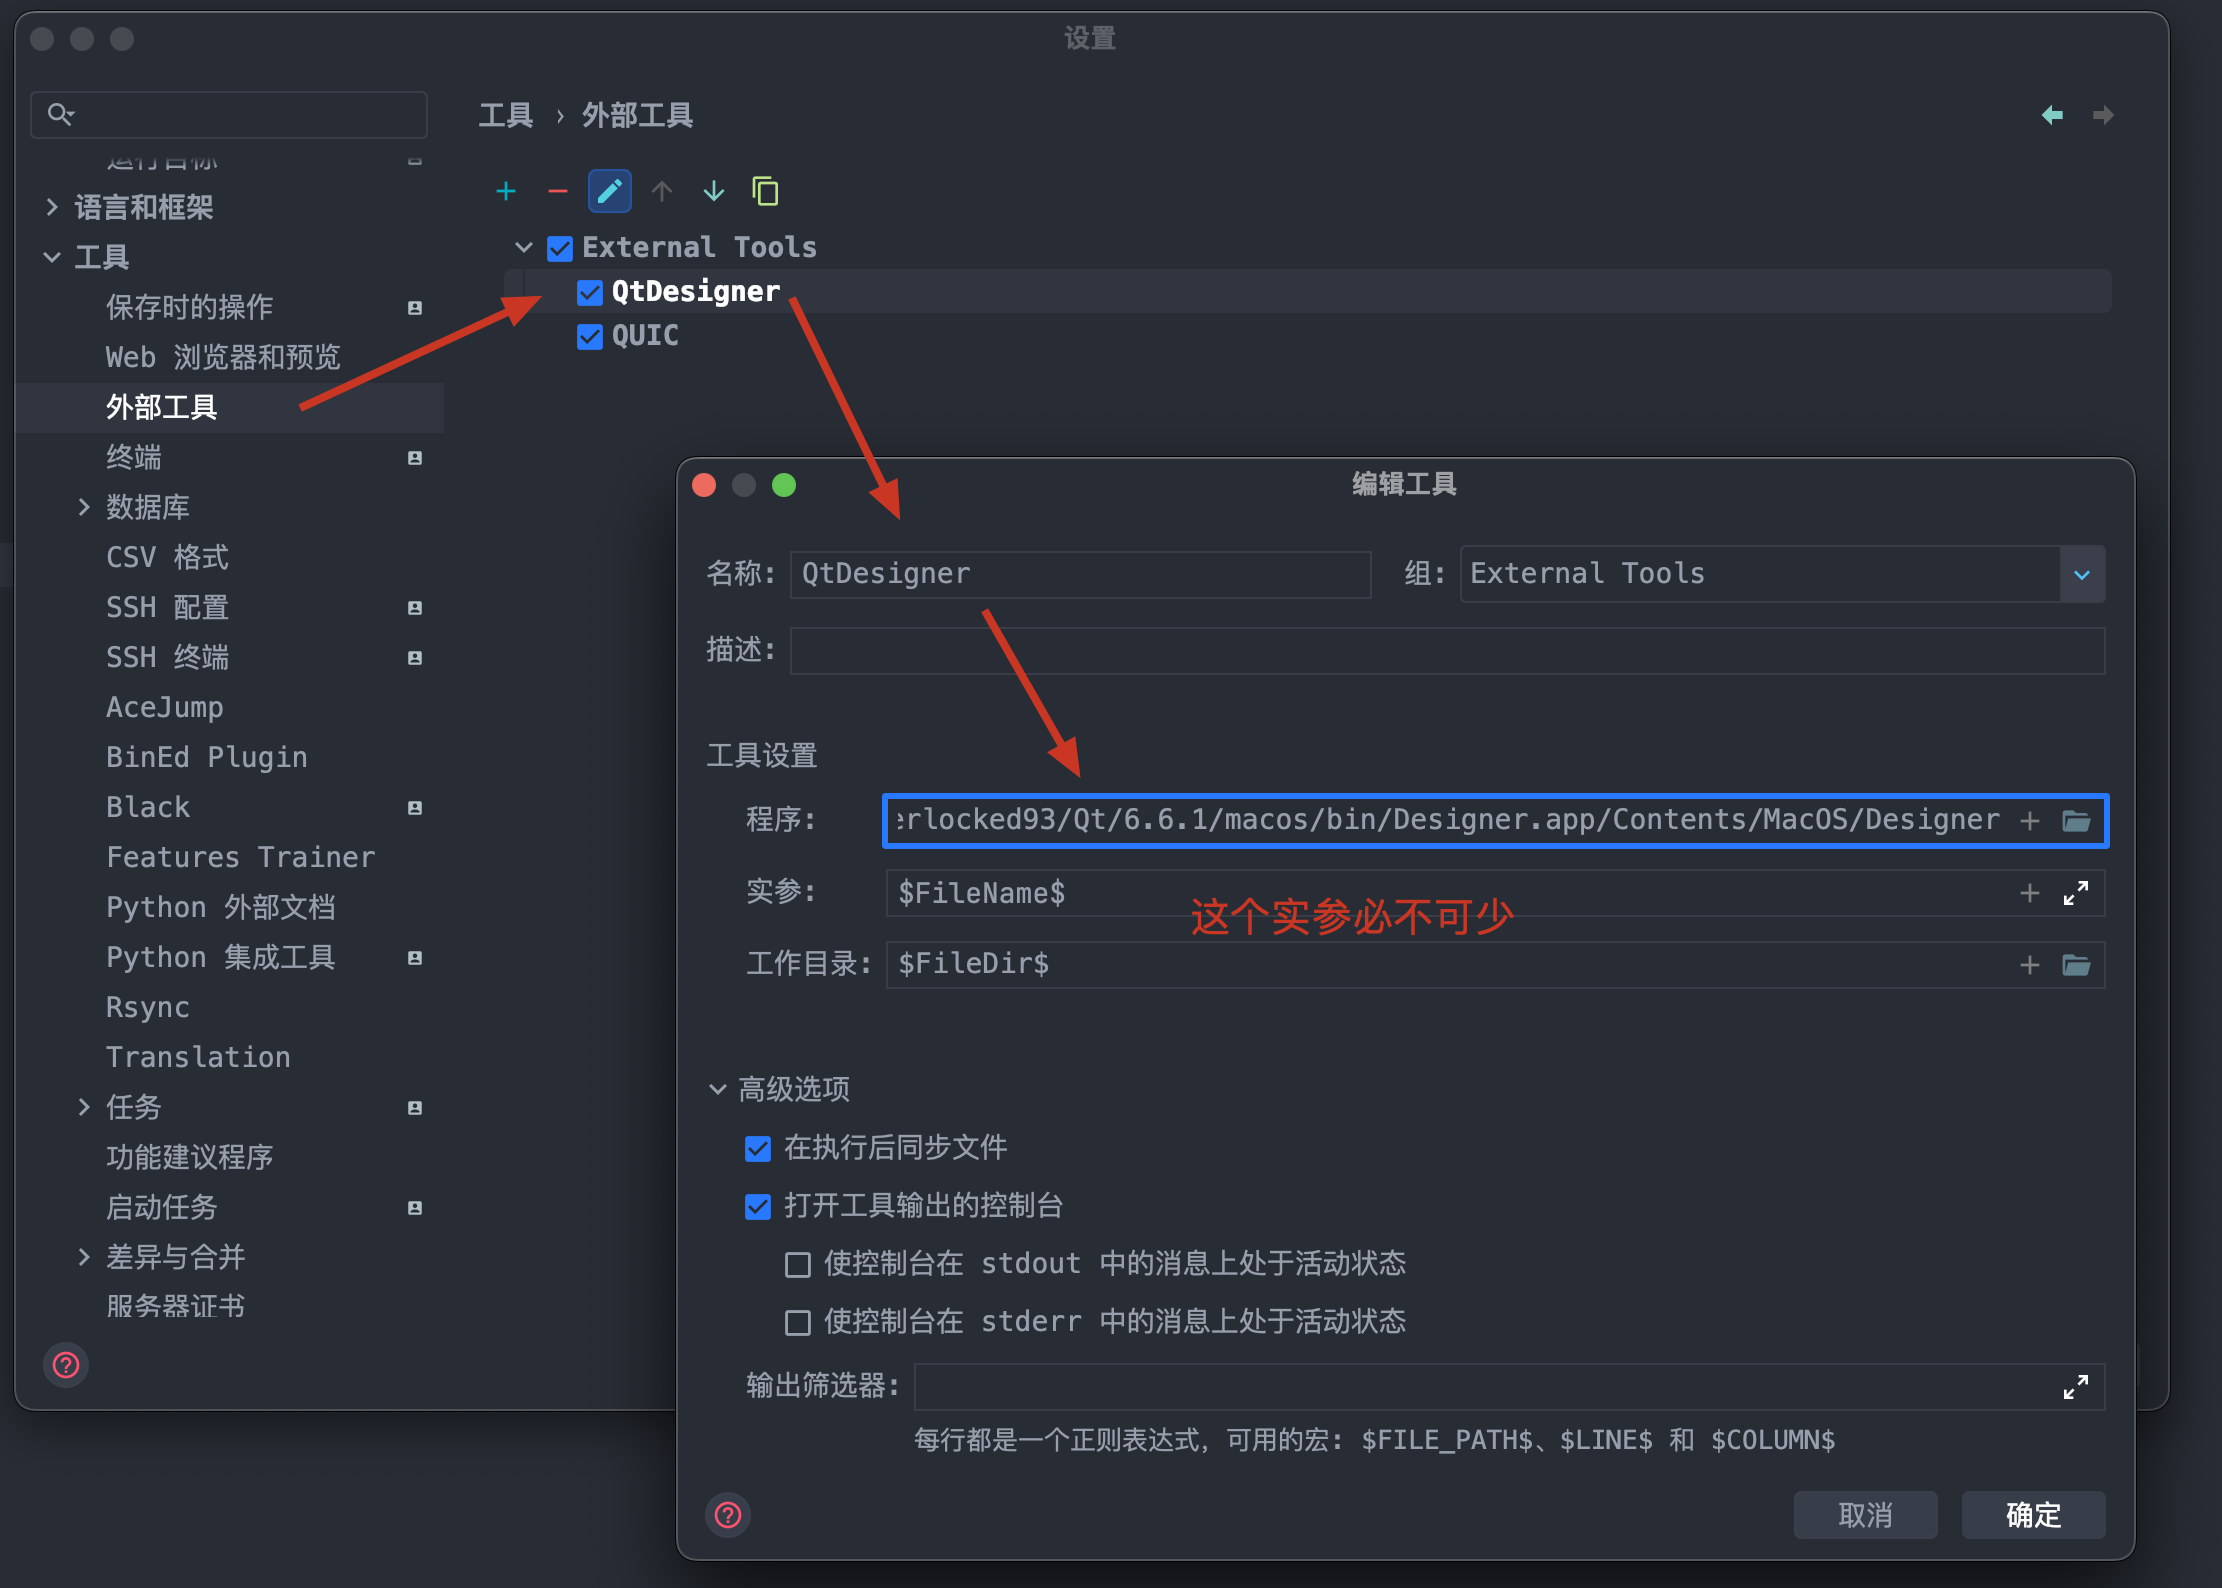 设置
工具 › 外部工具
运行目标
语言和框架
工具
保存时的操作
Web 浏览器和预览
外部工具
终端
数据库
CSV 格式
SSH 配置
SSH 终端
AceJump
BinEd Plugin
Black
Features Trainer
Python 外部文档
Python 集成工具
Rsync
Translation
任务
功能建议程序
启动任务
差异与合并
服务器证书
External Tools
QtDesigner
QUIC
编辑工具
名称: QtDesigner 组: External Tools
描述:
工具设置
程序: erlocked93/Qt/6.6.1/macos/bin/Designer.app/Contents/MacOS/Designer
实参: $FileName$
这个实参必不可少
工作目录: $FileDir$
高级选项
在执行后同步文件
打开工具输出的控制台
使控制台在 stdout 中的消息上处于活动状态
使控制台在 stderr 中的消息上处于活动状态
输出筛选器:
每行都是一个正则表达式，可用的宏: $FILE_PATH$、$LINE$ 和 $COLUMN$
取消 确定